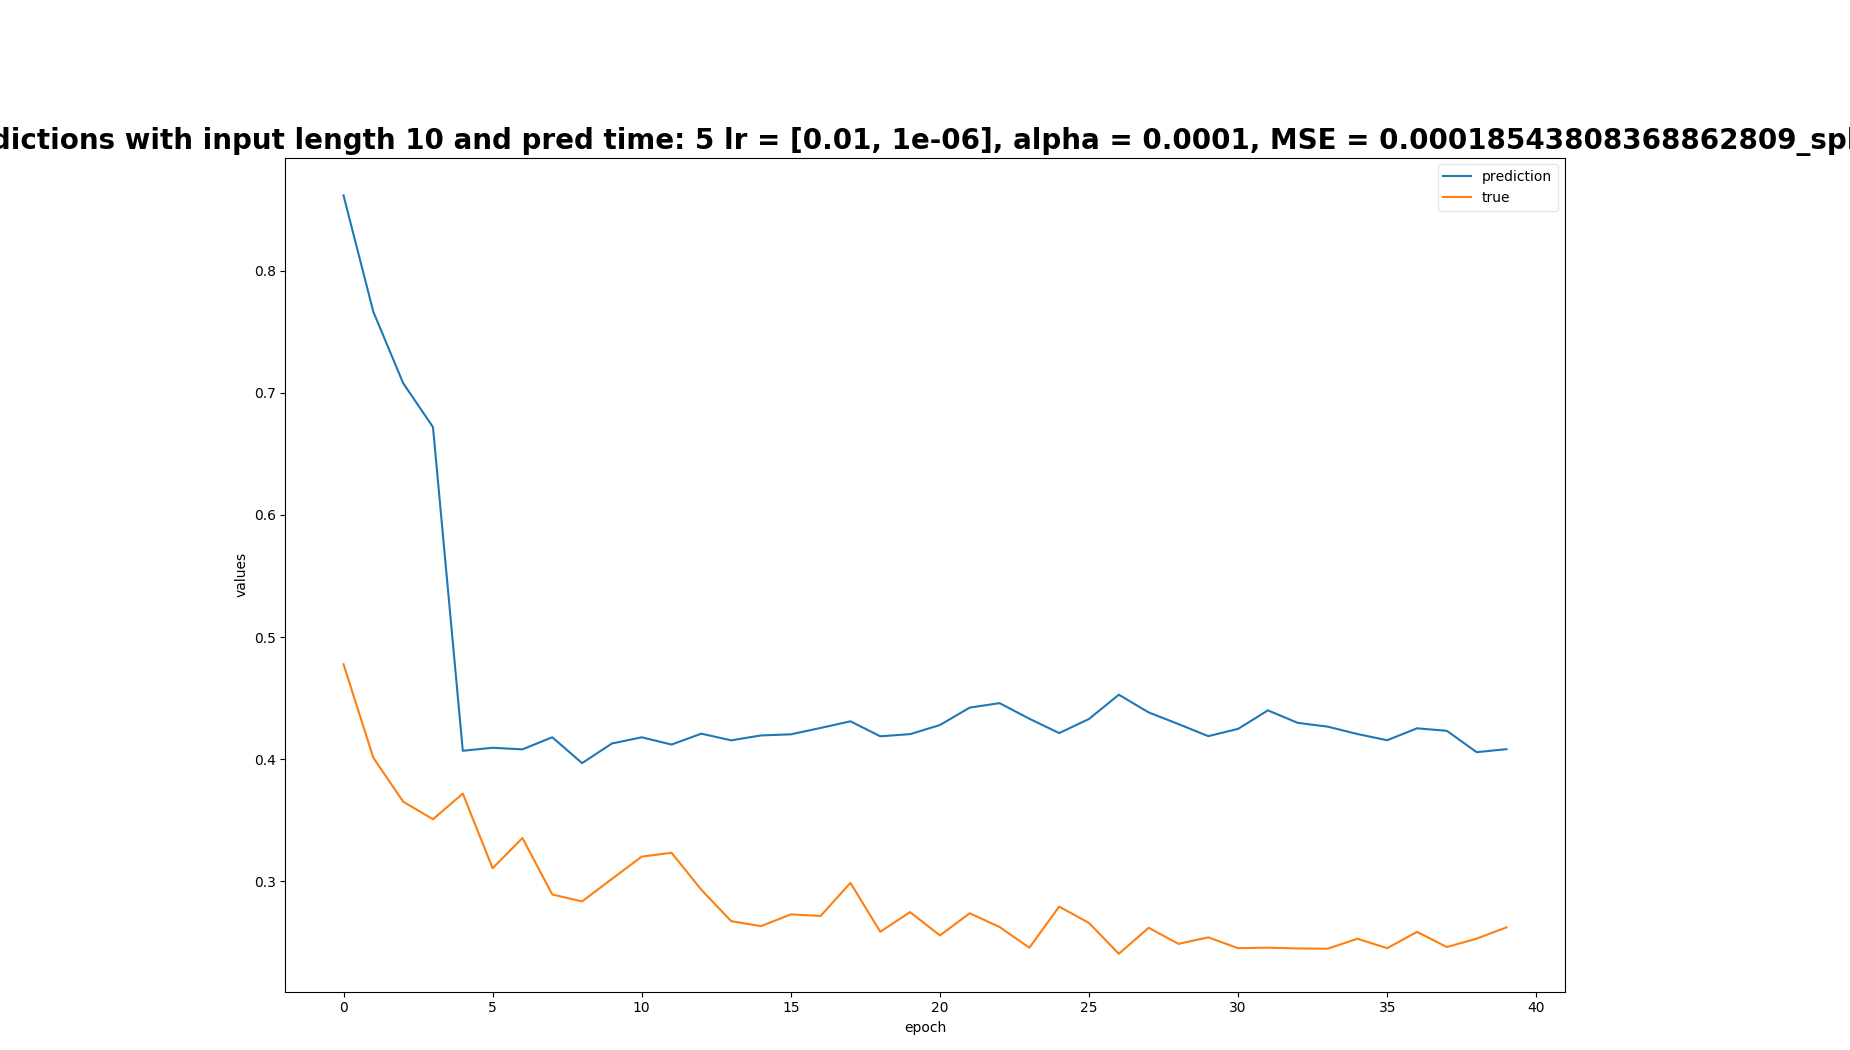 dictions with input length 10 and pred time: 5 lr = [0.01, 1e-06], alpha = 0.0001, MSE = 0.00018543808368862809_spl
prediction
true
0.8
0.7
0.6
0.5
0.4
0.3
values
0 5 10 15 20 25 30 35 40
epoch